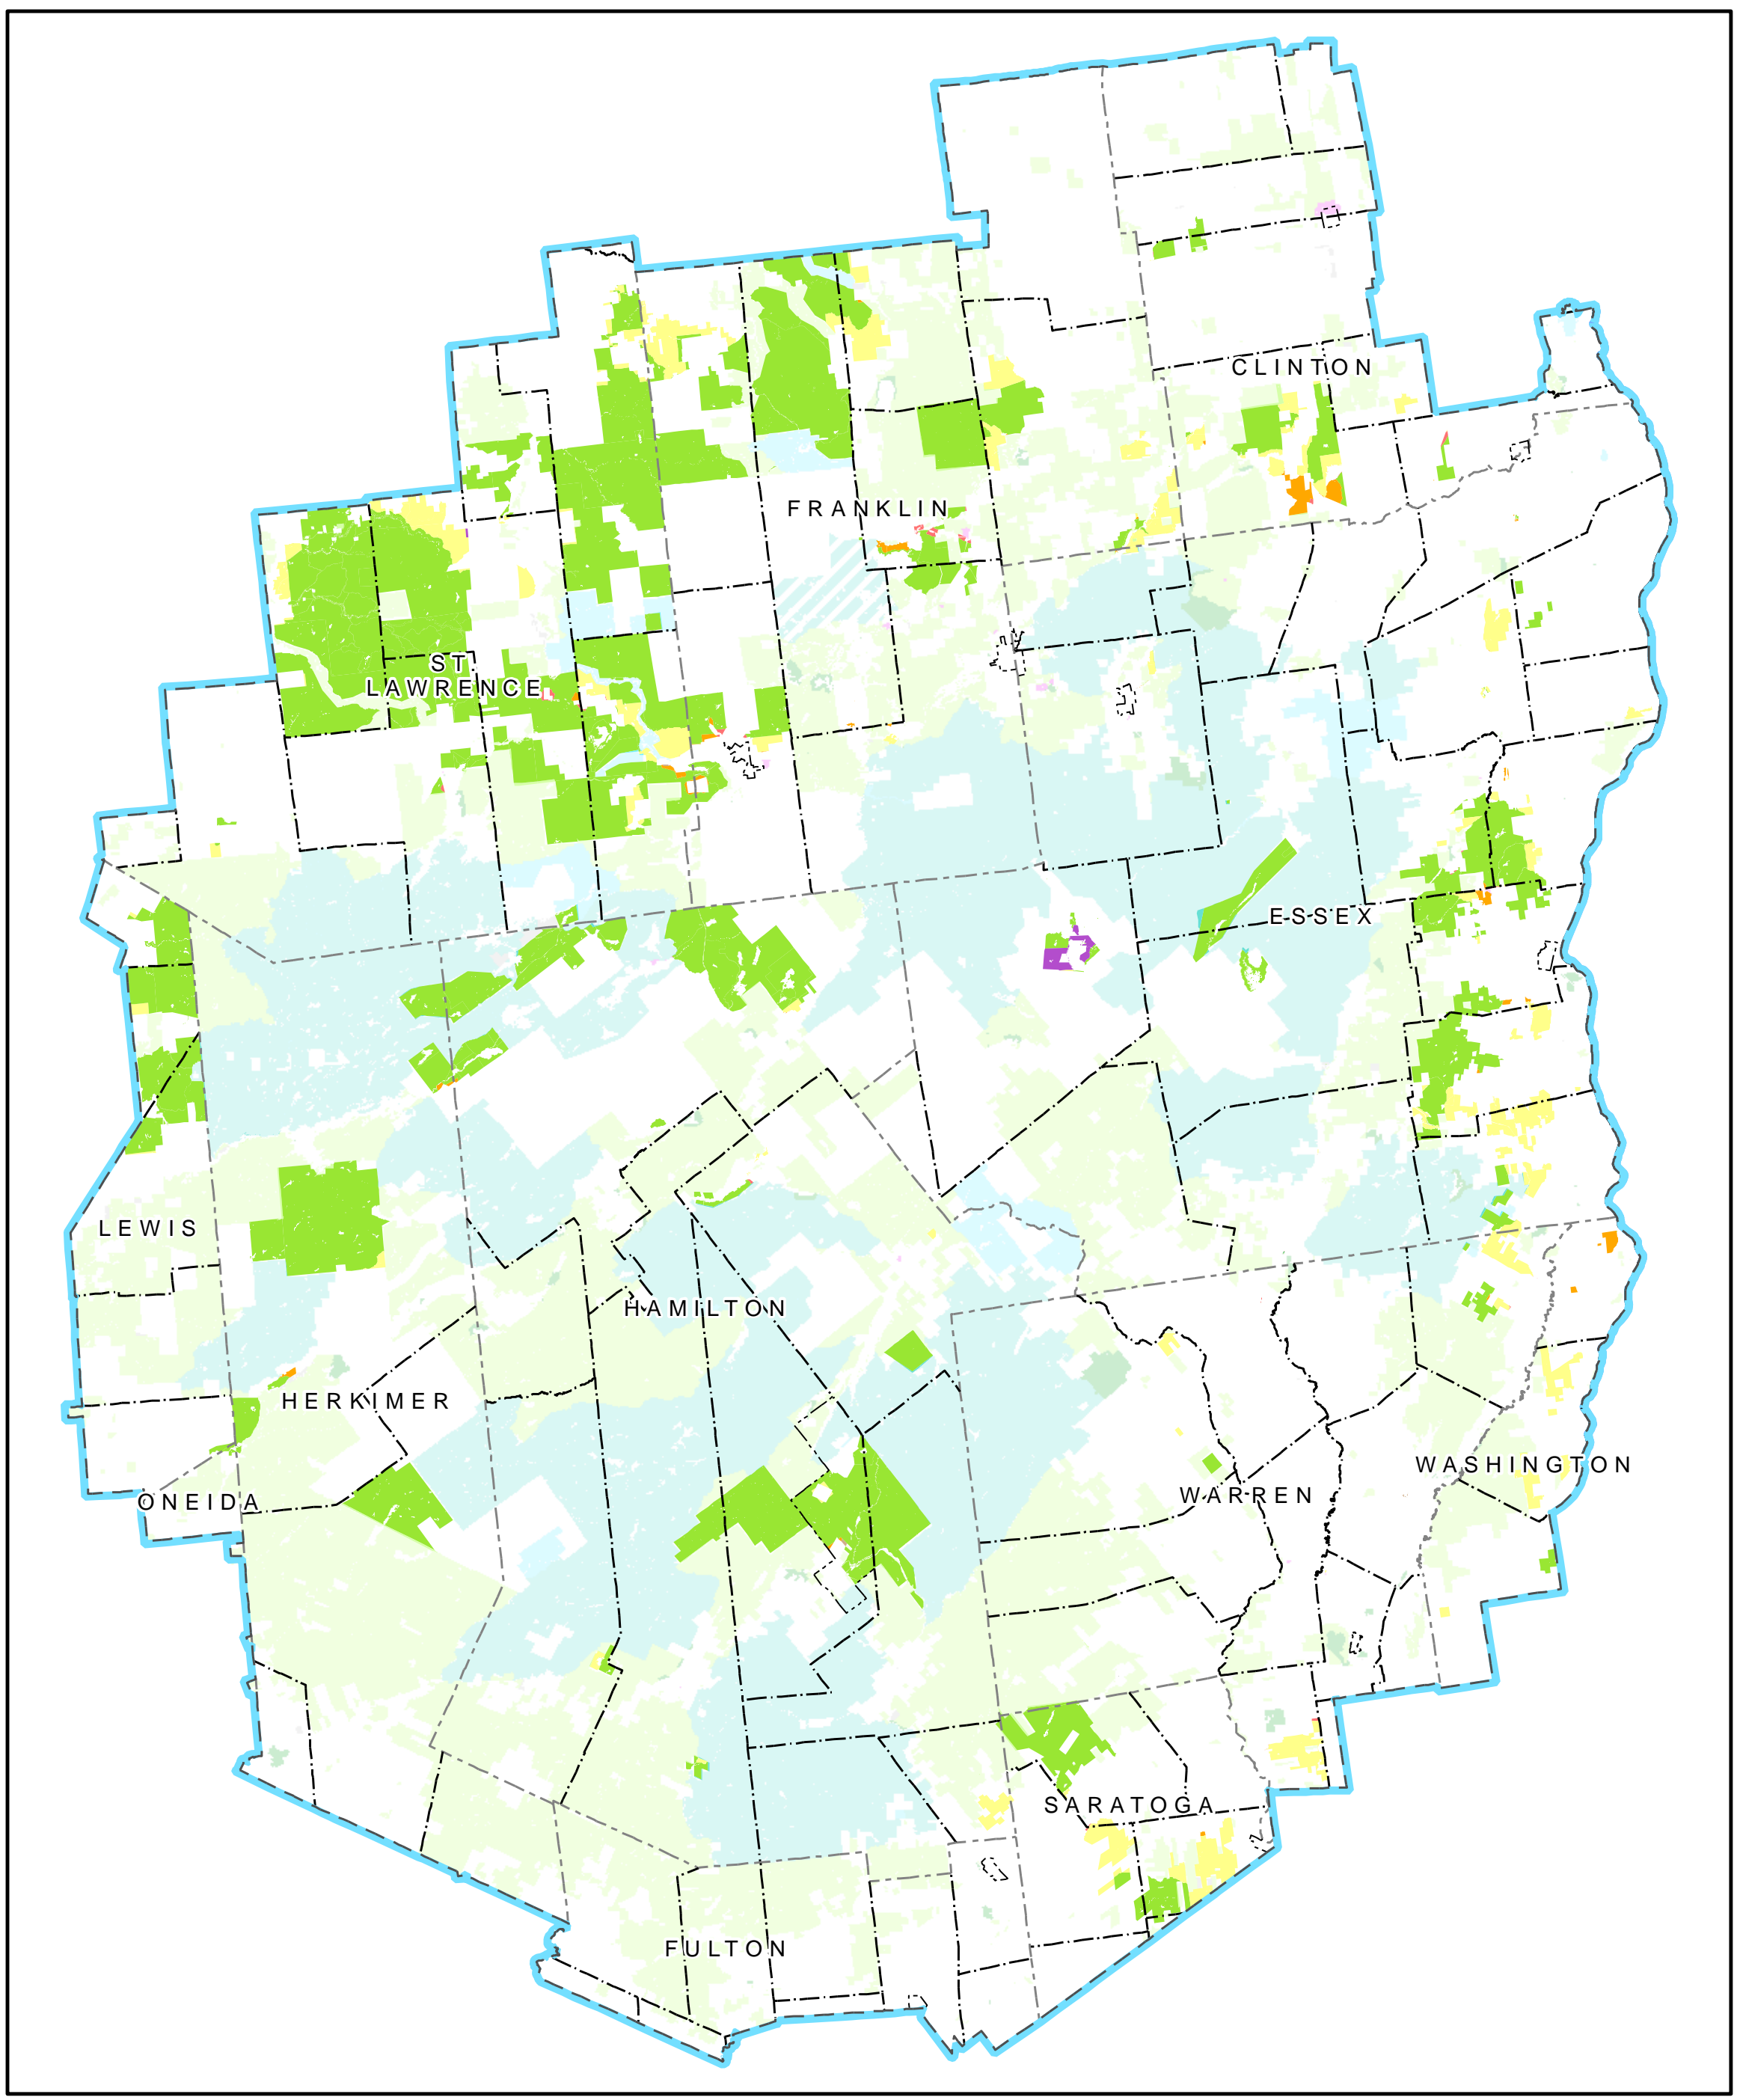 CLINTON
FRANKLIN
ST.
LAWRENCE
ESSEX
LEWIS
HAMILTON
HERKIMER
WASHINGTON
WARREN
ONEIDA
SARATOGA
FULTON